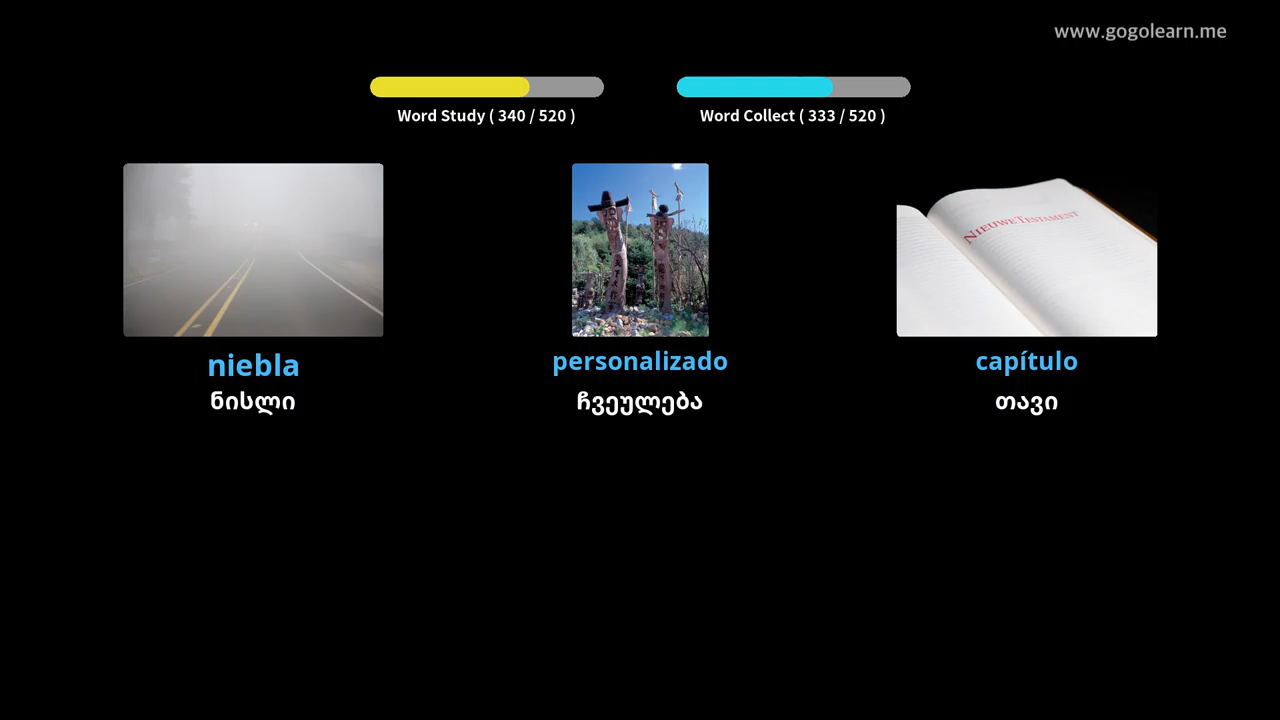 www.gogolearn.me
Word Study ( 340 / 520 )
Word Collect ( 333 / 520 )
NIEUWE TESTAMENT
niebla
personalizado
capítulo
ნისლი
ჩვეულება
თავი